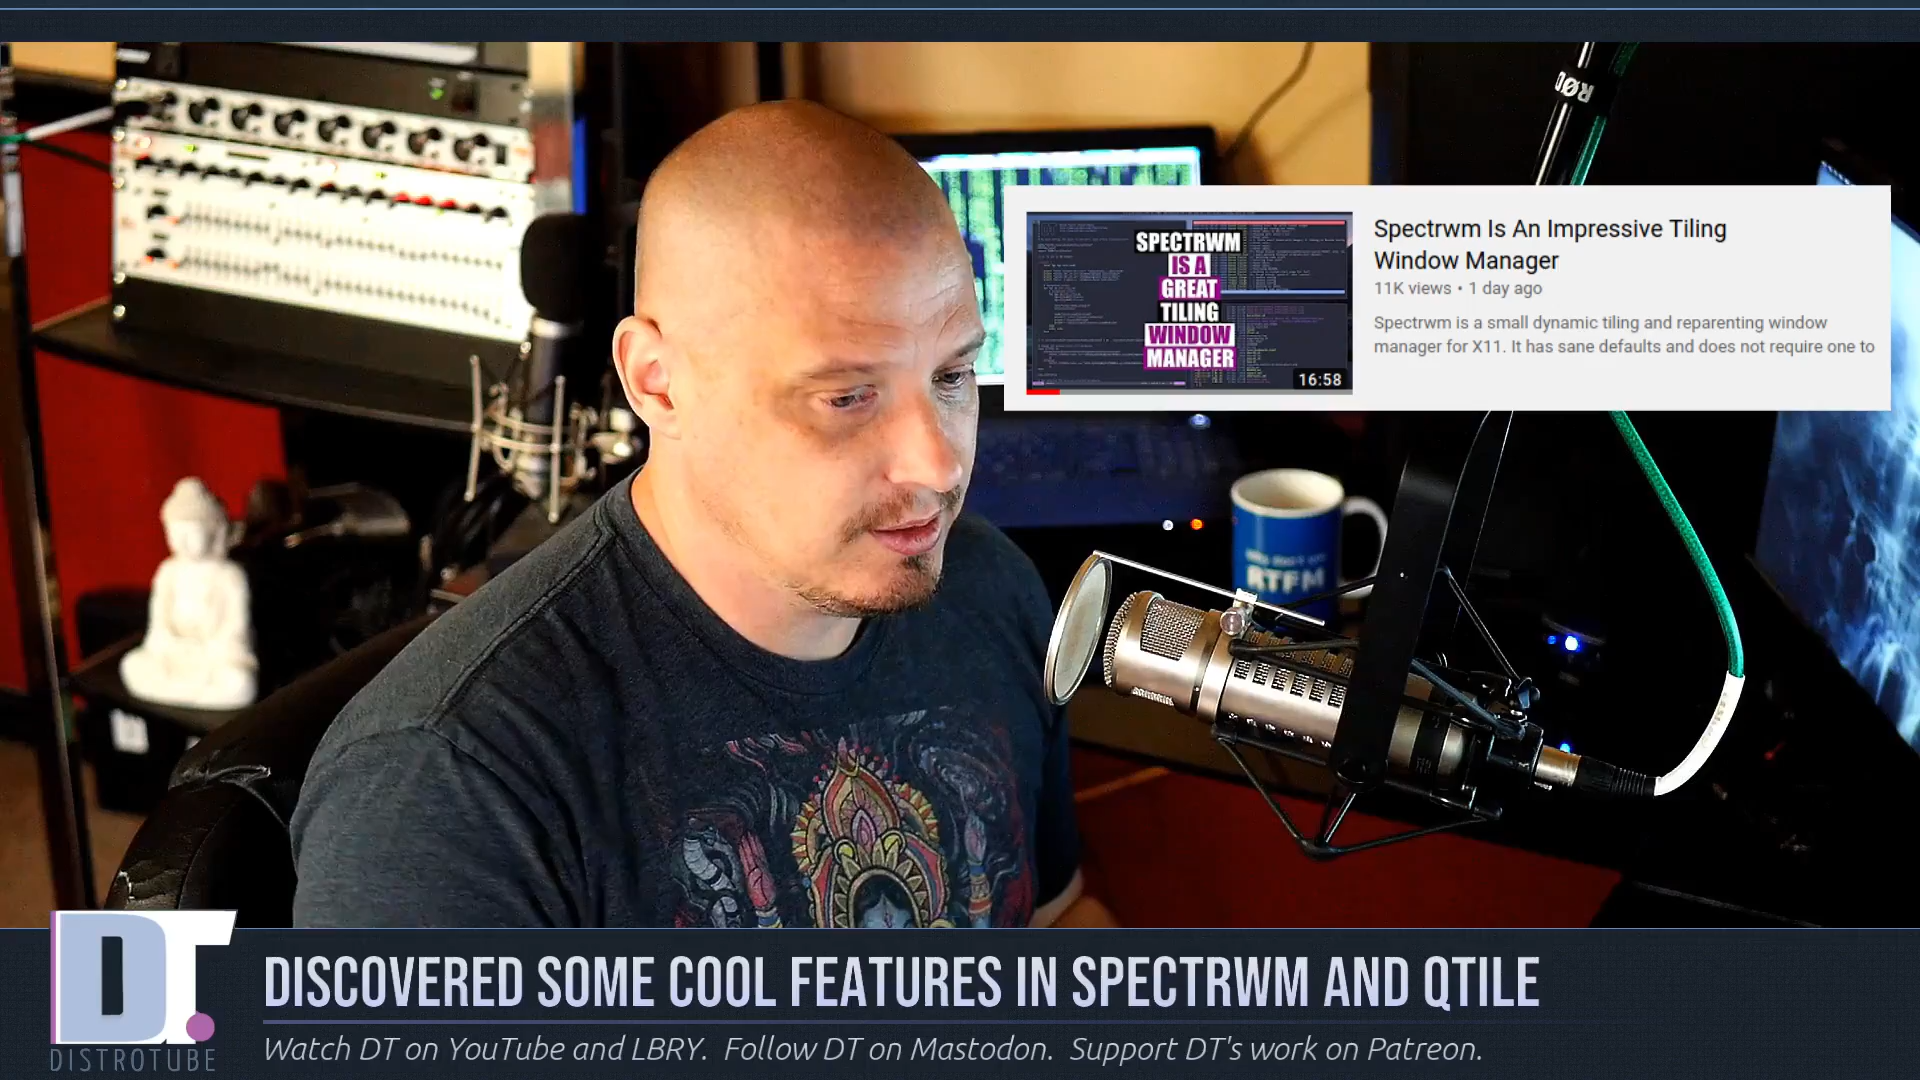 RØD
SPECTRWM
IS A
GREAT
TILING
WINDOW
MANAGER
16:58
Spectrwm Is An Impressive Tiling
Window Manager
11K views • 1 day ago
Spectrwm is a small dynamic tiling and reparenting window
manager for X11. It has sane defaults and does not require one to
RTFM
DT.
DISTROTUBE
DISCOVERED SOME COOL FEATURES IN SPECTRWM AND QTILE
Watch DT on YouTube and LBRY. Follow DT on Mastodon. Support DT's work on Patreon.